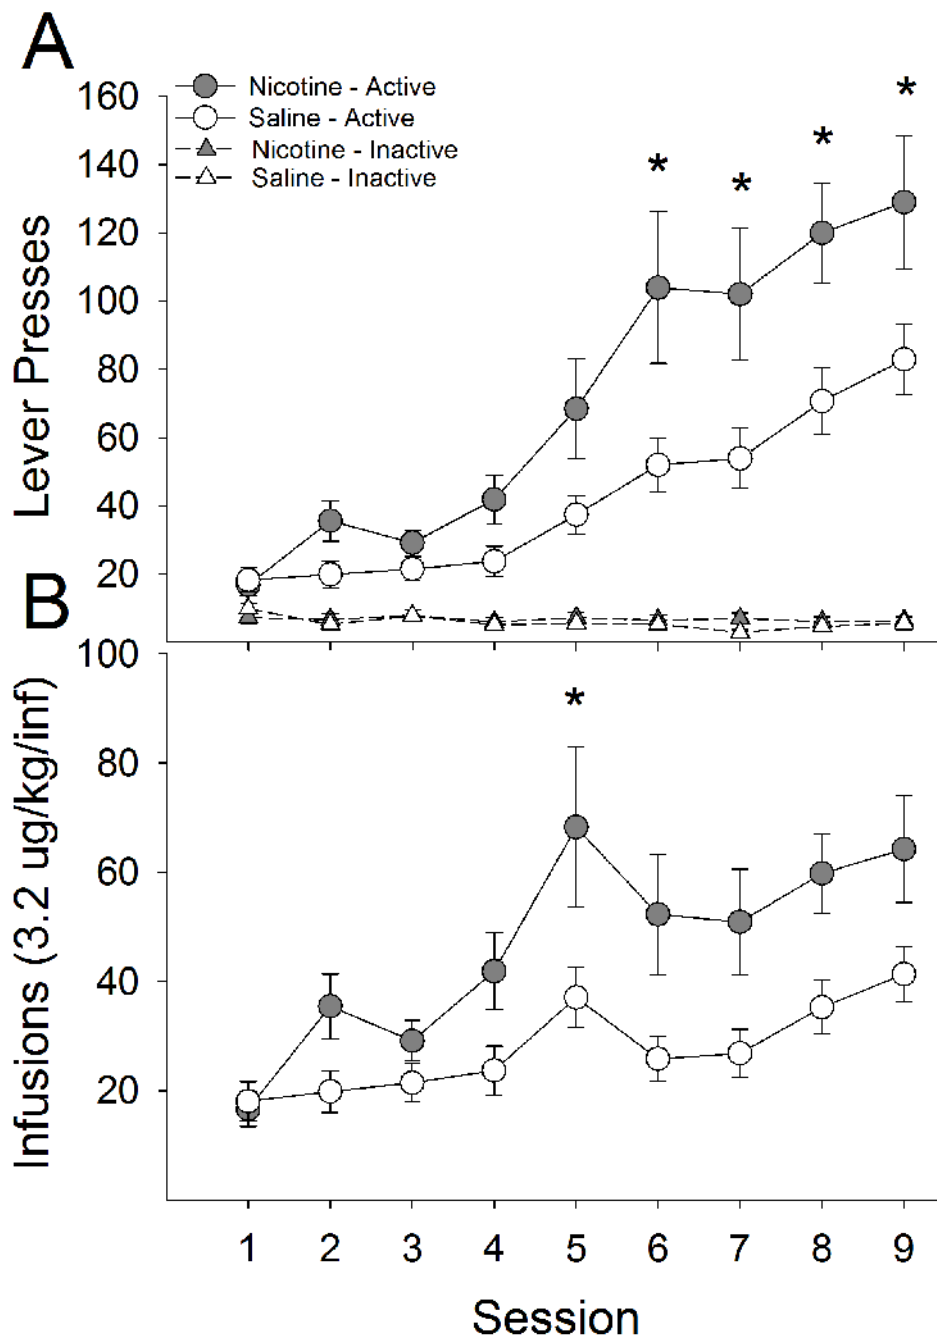 A
Nicotine - Active
Saline - Active
Nicotine - Inactive
Saline - Inactive
160
140
120
100
80
60
40
20
Lever Presses
* * * *
B
100
80
60
40
20
Infusions (3.2 ug/kg/inf)
*
1 2 3 4 5 6 7 8 9
Session